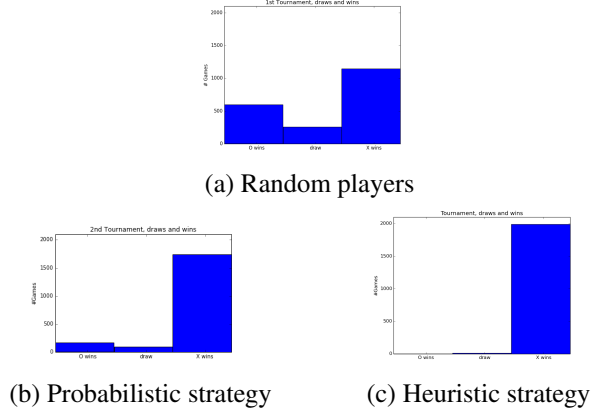 1st Tournament, draws and wins
2000
1500
1000
500
0
# Games
O wins draw X wins
(a) Random players
2nd Tournament, draws and wins
2000
1500
1000
500
0
#Games
O wins draw X wins
(b) Probabilistic strategy
Tournament, draws and wins
2000
1500
1000
500
0
#Games
O wins draw X wins
(c) Heuristic strategy